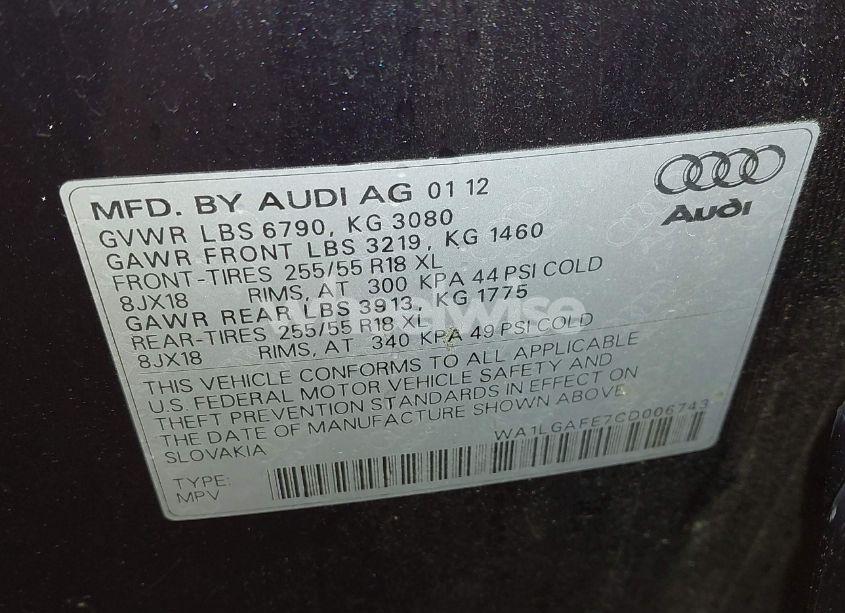 MFD. BY AUDI AG 01 12
Audi
GVWR LBS 6790, KG 3080
GAWR FRONT LBS 3219, KG 1460
FRONT-TIRES 255/55 R18 XL
8JX18 RIMS, AT 300 KPA 44 PSI COLD
GAWR REAR LBS 3913, KG 1775
REAR-TIRES 255/55 R18 XL
8JX18 RIMS, AT 340 KPA 49 PSI COLD
THIS VEHICLE CONFORMS TO ALL APPLICABLE
U.S. FEDERAL MOTOR VEHICLE SAFETY AND
THEFT PREVENTION STANDARDS IN EFFECT ON
THE DATE OF MANUFACTURE SHOWN ABOVE.
SLOVAKIA
WA1LGAFE7CD006743
TYPE:
MPV